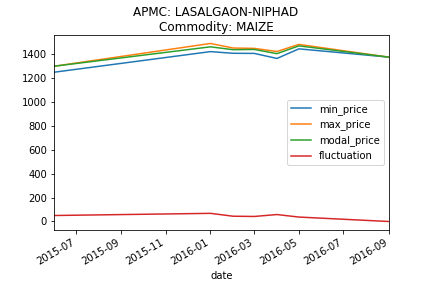 APMC: LASALGAON-NIPHAD
Commodity: MAIZE
1400
1200
1000
800
600
400
200
0
min_price
max_price
modal_price
fluctuation
2015-07
2015-09
2015-11
2016-01
2016-03
2016-05
2016-07
2016-09
date